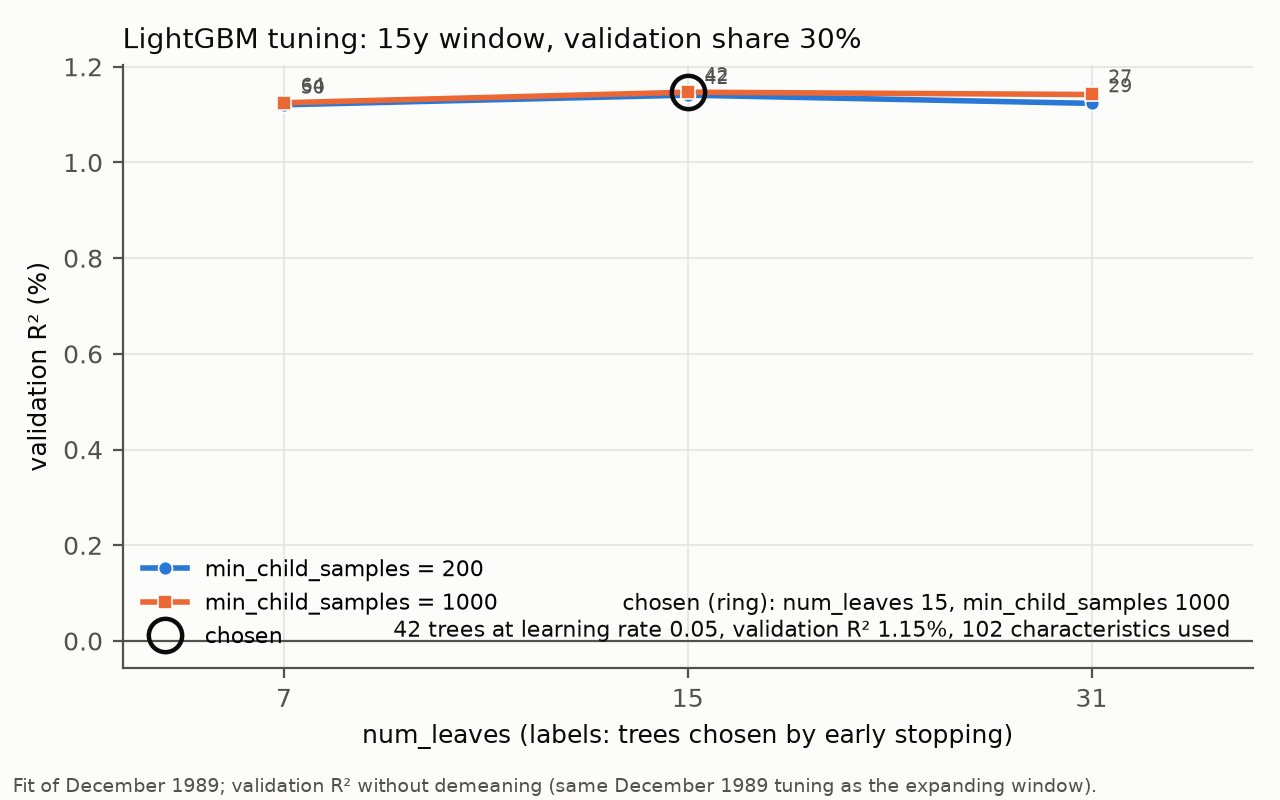 LightGBM tuning: 15y window, validation share 30%
validation R² (%)
1.2
1.0
0.8
0.6
0.4
0.2
0.0
42
42
27
29
min_child_samples = 200
min_child_samples = 1000
chosen
chosen (ring): num_leaves 15, min_child_samples 1000
42 trees at learning rate 0.05, validation R² 1.15%, 102 characteristics used
7
15
31
num_leaves (labels: trees chosen by early stopping)
Fit of December 1989; validation R² without demeaning (same December 1989 tuning as the expanding window).